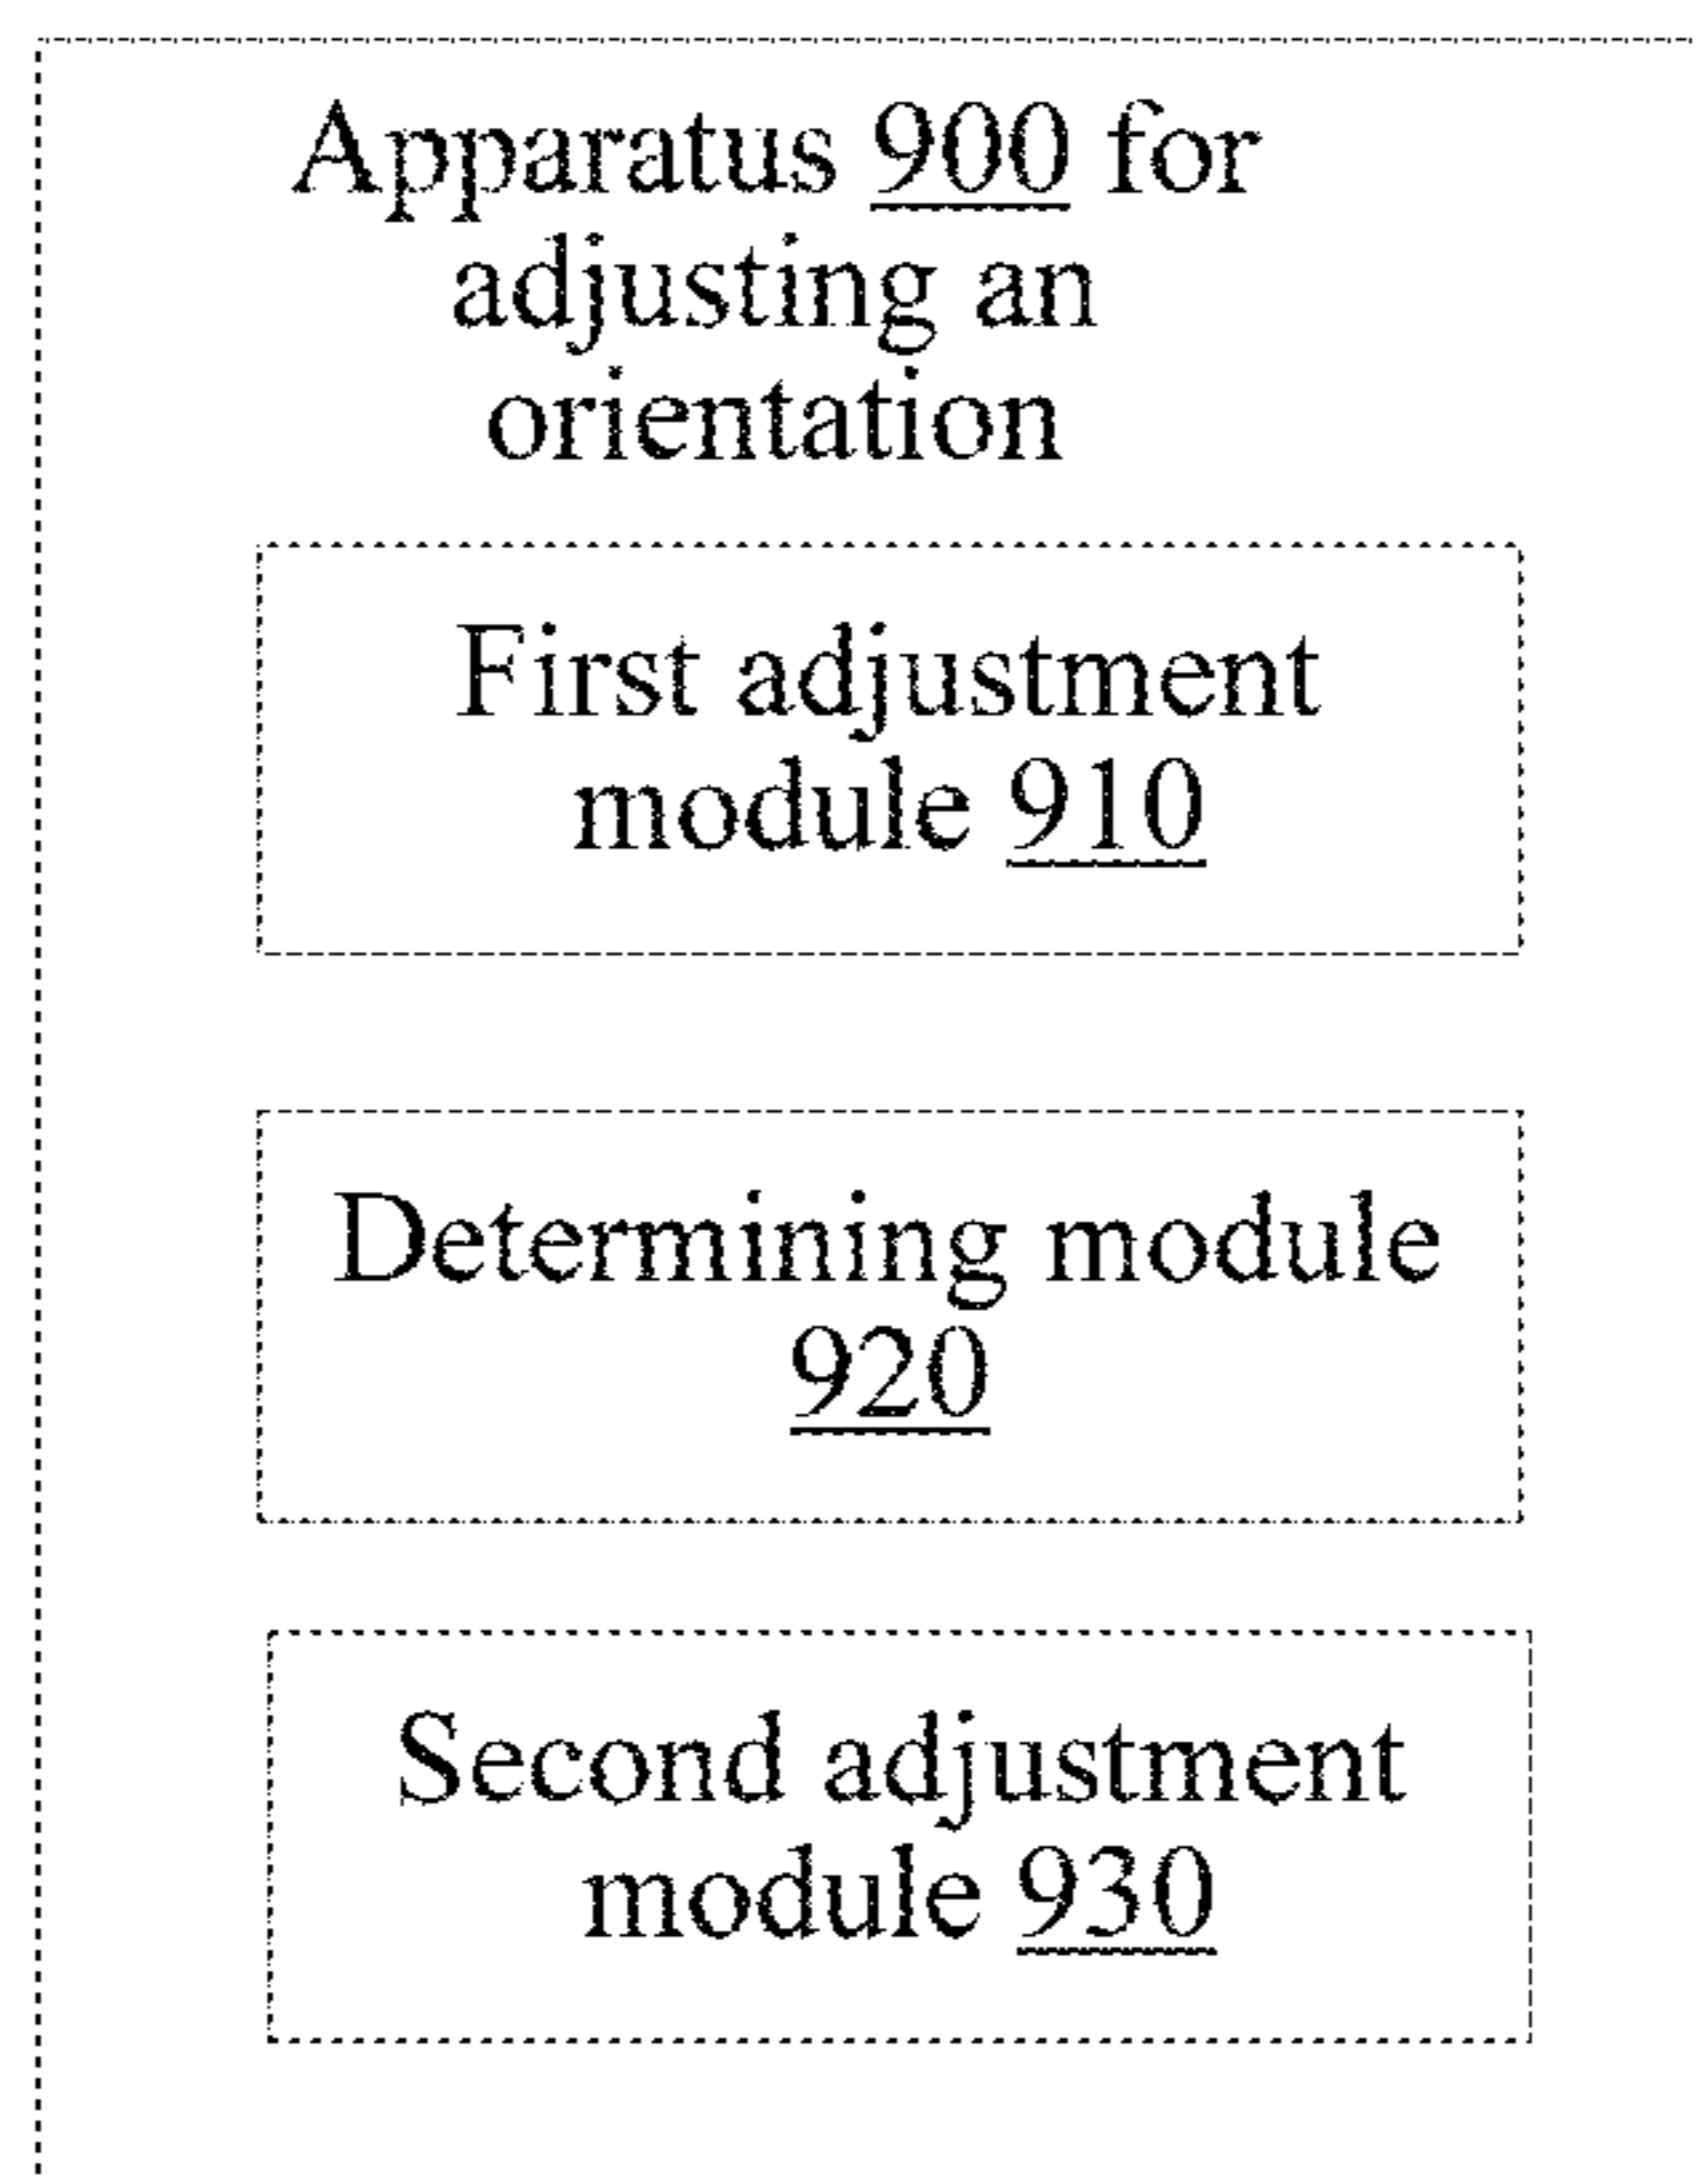 Apparatus 900 for
adjusting an
orientation
First adjustment
module 910
Determining module
920
Second adjustment
module 930